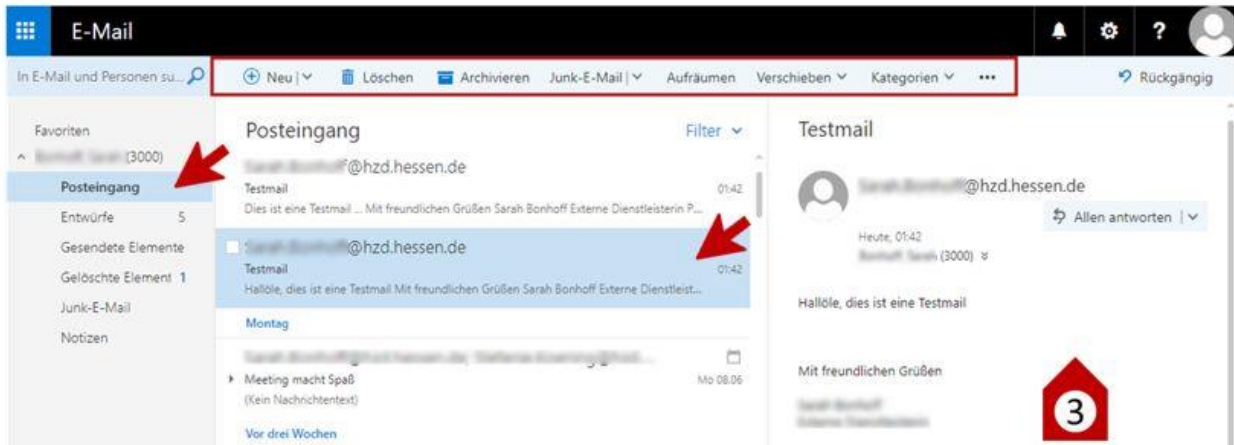 E-Mail
?
In E-Mail und Personen su...
Neu
Löschen
Archivieren
Junk-E-Mail
Aufräumen
Verschieben
Kategorien
•••
Rückgängig
Favoriten
(3000)
Posteingang
Entwürfe 5
Gesendete Elemente
Gelöschte Element 1
Junk-E-Mail
Notizen
Posteingang
Filter
@hzd.hessen.de
Testmail 01:42
Dies ist eine Testmail ... Mit freundlichen Grüßen Sarah Bonhoff Externe Dienstleisterin P...
@hzd.hessen.de
Testmail 01:42
Hallöle, dies ist eine Testmail Mit freundlichen Grüßen Sarah Bonhoff Externe Dienstleist...
Montag
Meeting macht Spaß Mo 08.06
(Kein Nachrichtentext)
Vor drei Wochen
Testmail
@hzd.hessen.de
Allen antworten
Heute, 01:42
(3000)
Hallöle, dies ist eine Testmail
Mit freundlichen Grüßen
3